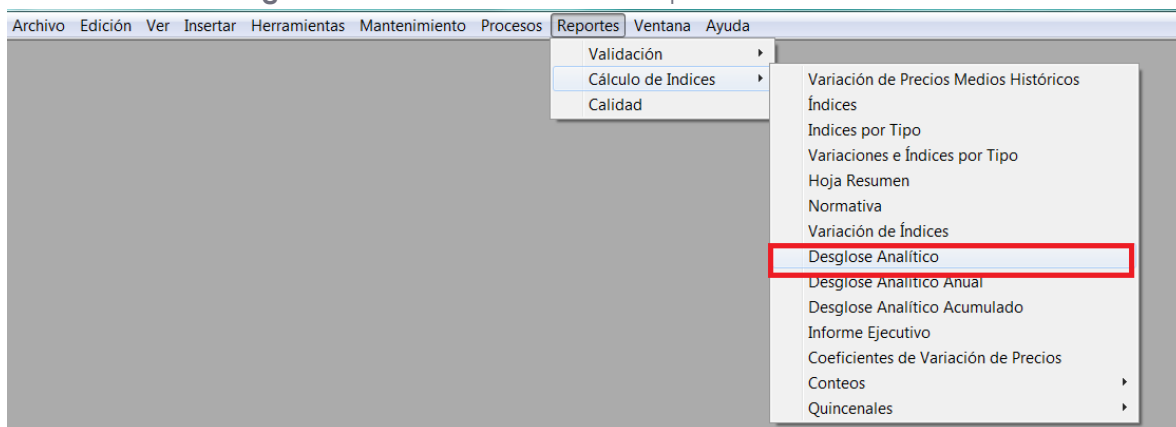 Archivo Edición Ver Insertar Herramientas Mantenimiento Procesos Reportes Ventana Ayuda
Validación
Cálculo de Indices
Calidad
Variación de Precios Medios Históricos
Índices
Indices por Tipo
Variaciones e Índices por Tipo
Hoja Resumen
Normativa
Variación de Índices
Desglose Analítico
Desglose Analítico Anual
Desglose Analítico Acumulado
Informe Ejecutivo
Coeficientes de Variación de Precios
Conteos
Quincenales